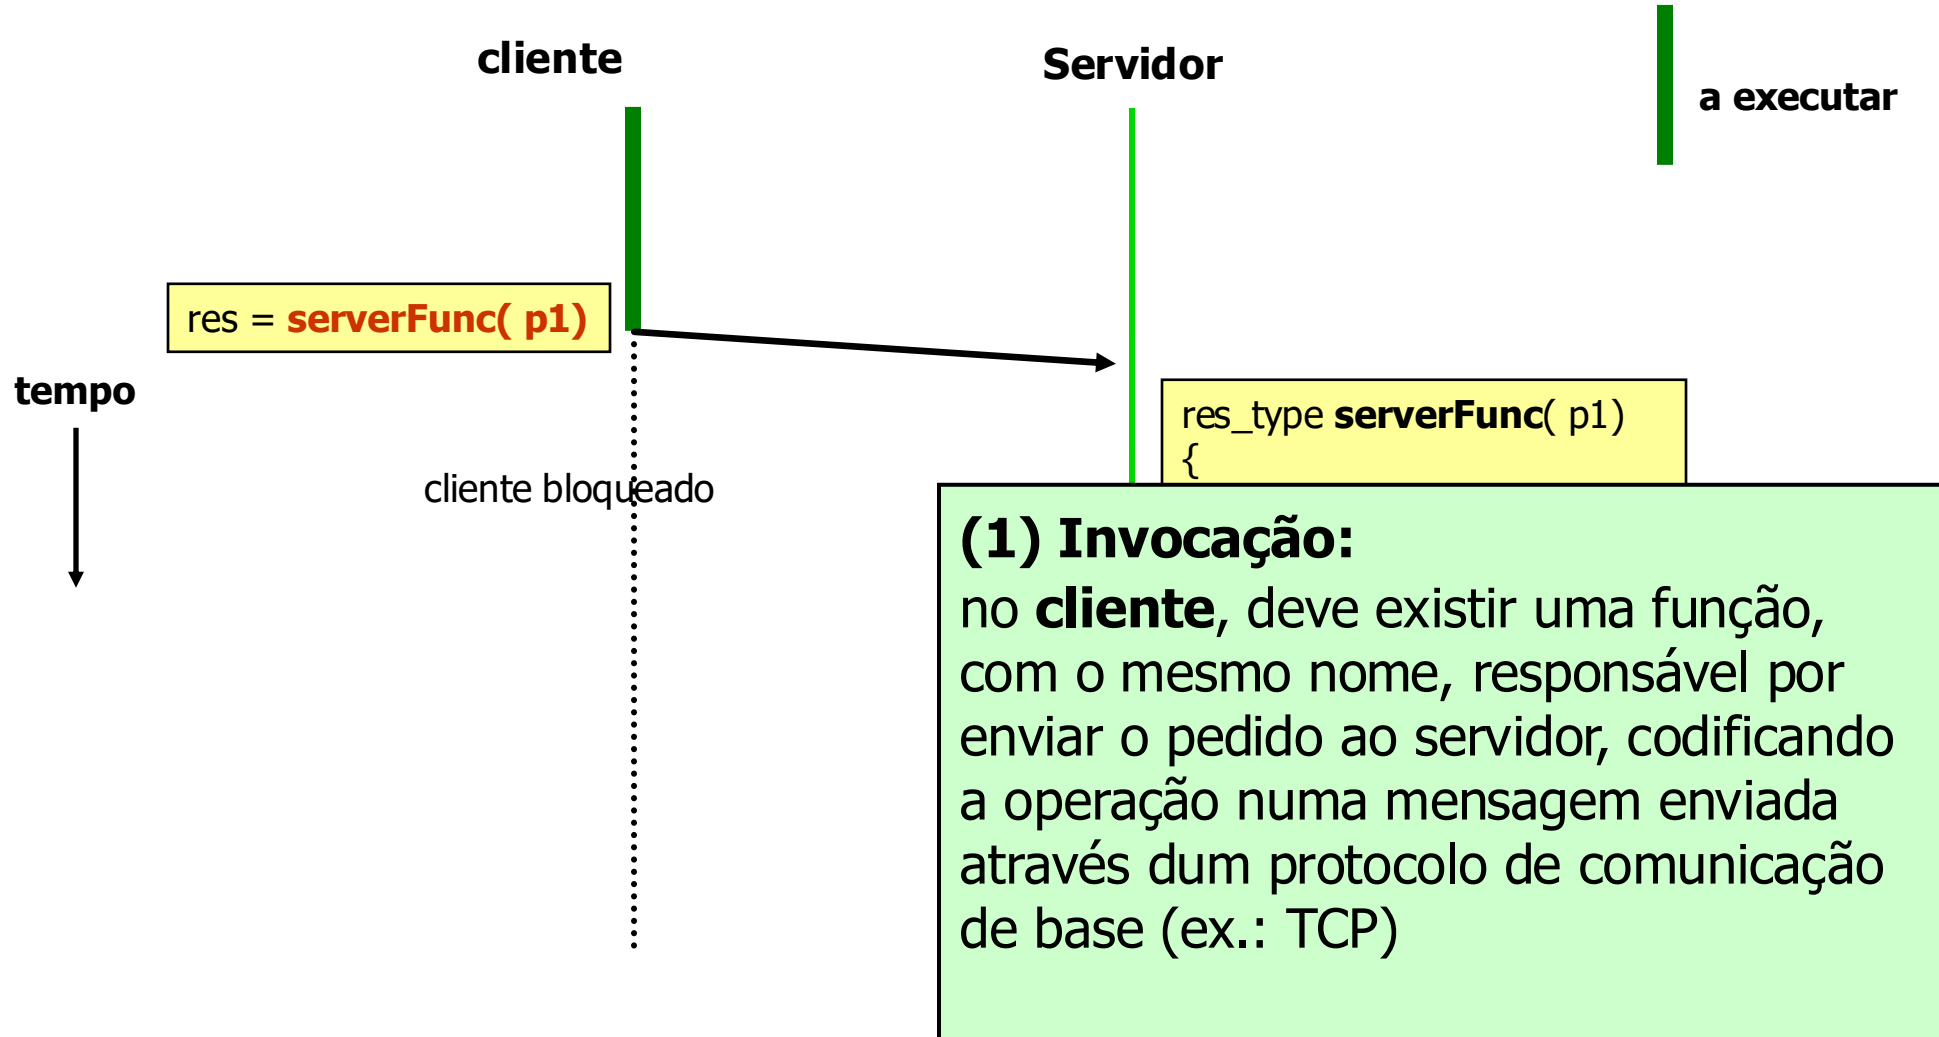 cliente
Servidor
a executar
res = serverFunc( p1)
tempo
res_type serverFunc( p1)
{
cliente bloqueado
(1) Invocação:
no cliente, deve existir uma função,
com o mesmo nome, responsável por
enviar o pedido ao servidor, codificando
a operação numa mensagem enviada
através dum protocolo de comunicação
de base (ex.: TCP)